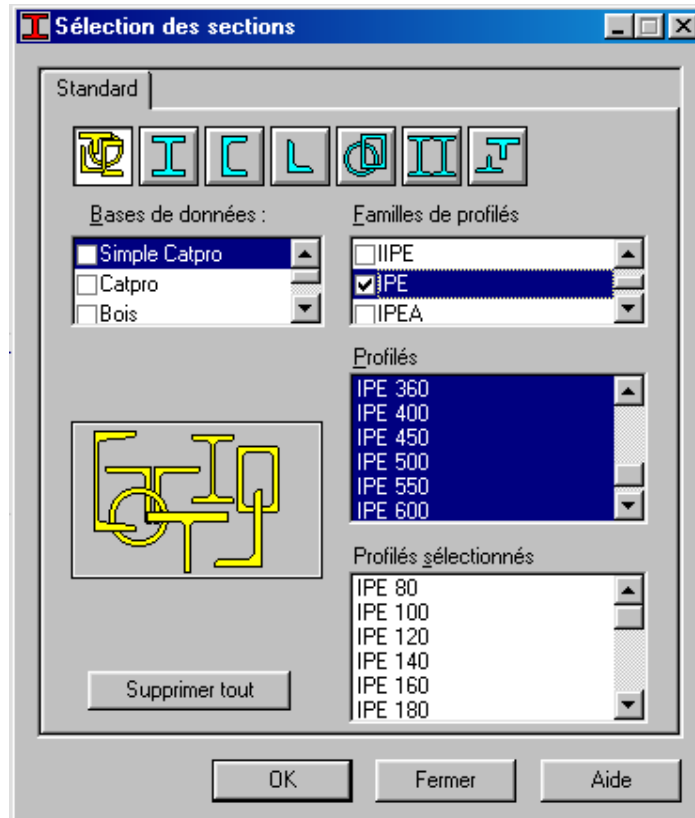 Sélection des sections
Standard
Bases de données :
Simple Catpro
Catpro
Bois
Familles de profilés
IIPE
IPE
IPEA
Profilés
IPE 360
IPE 400
IPE 450
IPE 500
IPE 550
IPE 600
Profilés sélectionnés
IPE 80
IPE 100
IPE 120
IPE 140
IPE 160
IPE 180
Supprimer tout
OK
Fermer
Aide